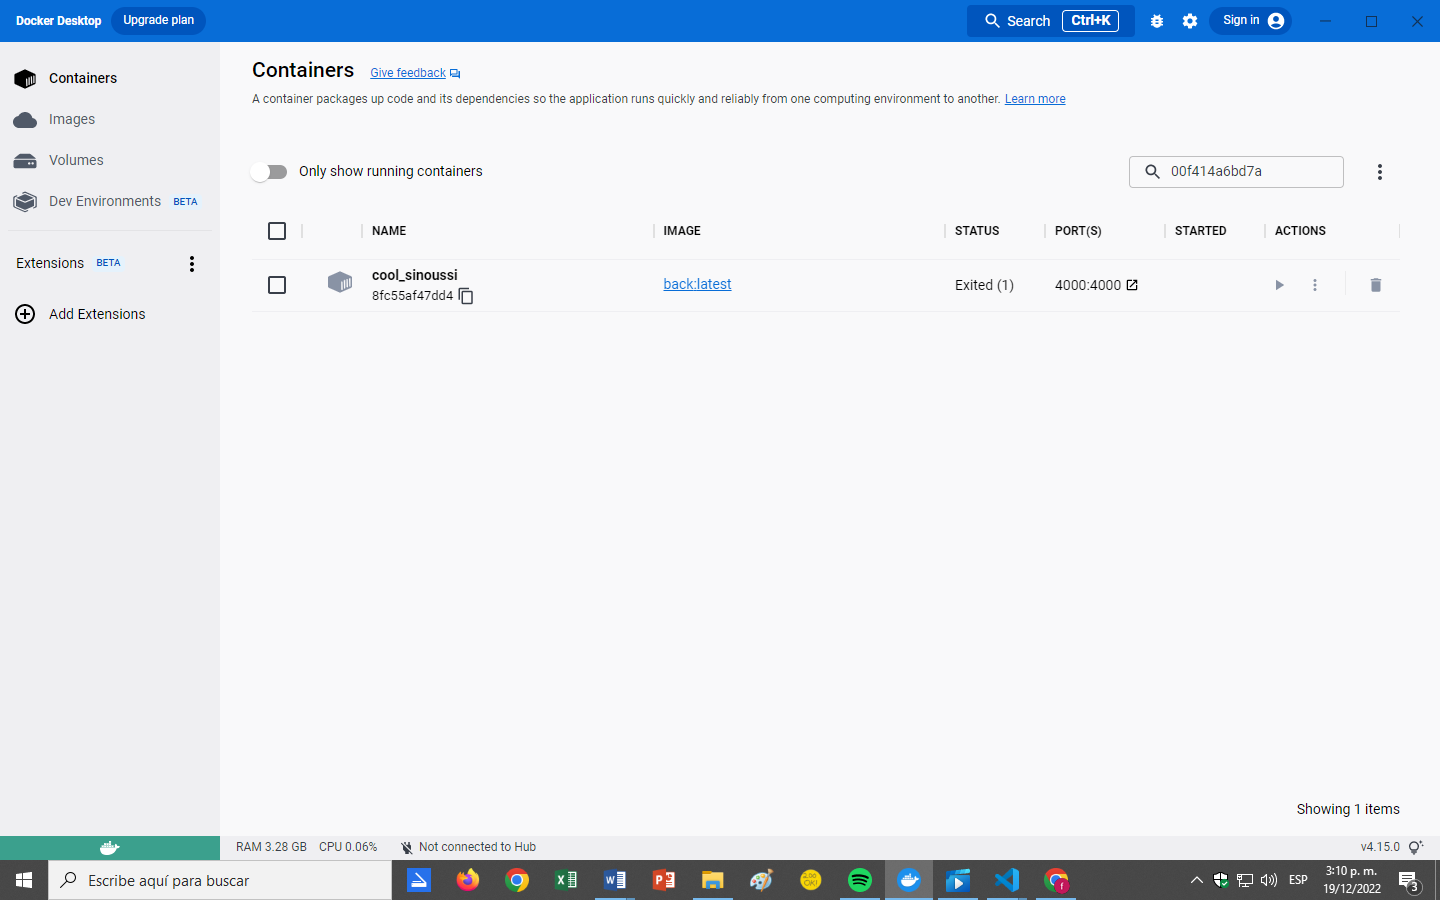 Docker Desktop Upgrade plan Search Ctrl+K Sign in
Containers
Images
Volumes
Dev Environments BETA
Extensions BETA
Add Extensions
Containers Give feedback
A container packages up code and its dependencies so the application runs quickly and reliably from one computing environment to another. Learn more
Only show running containers 00f414a6bd7a
NAME IMAGE STATUS PORT(S) STARTED ACTIONS
cool_sinoussi
8fc55af47dd4 back:latest Exited (1) 4000:4000
Showing 1 items
RAM 3.28 GB CPU 0.06% Not connected to Hub v4.15.0
Escribe aquí para buscar ESP 3:10 p. m.
19/12/2022 3